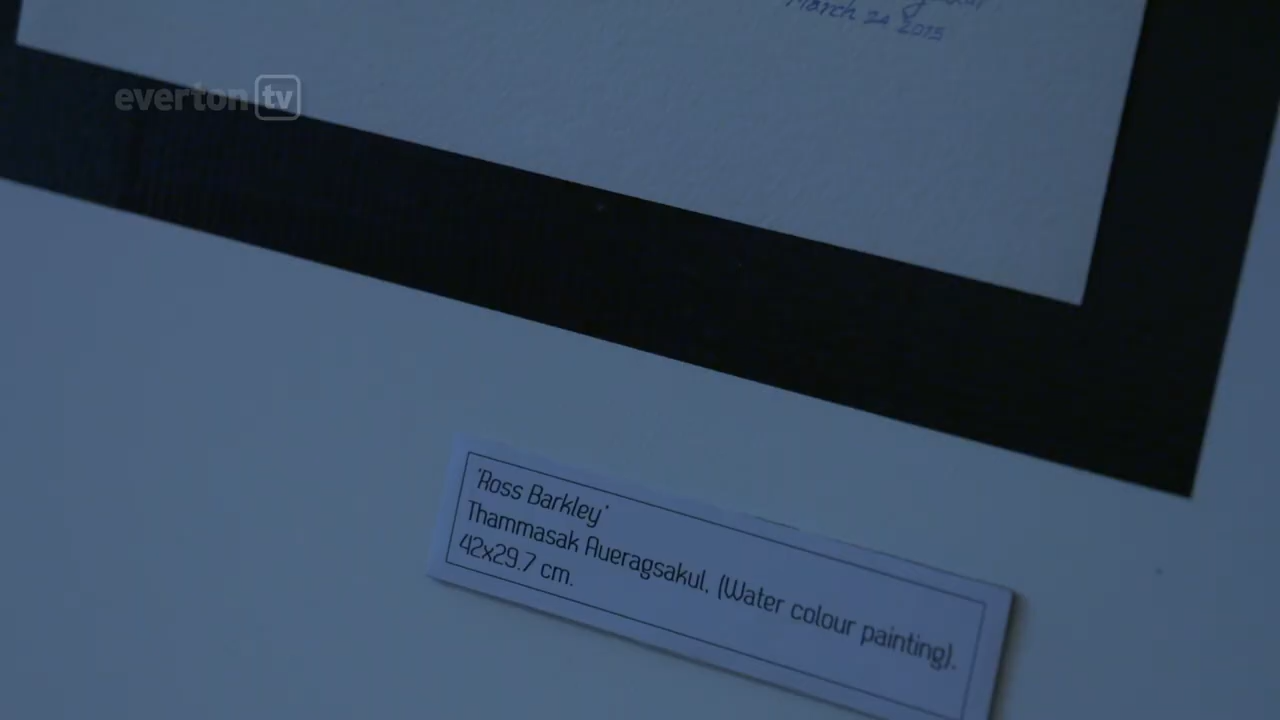 March 24 2015
everton tv
'Ross Barkley'
Thammasak Aueragsakul, (Water colour painting).
42x29.7 cm.